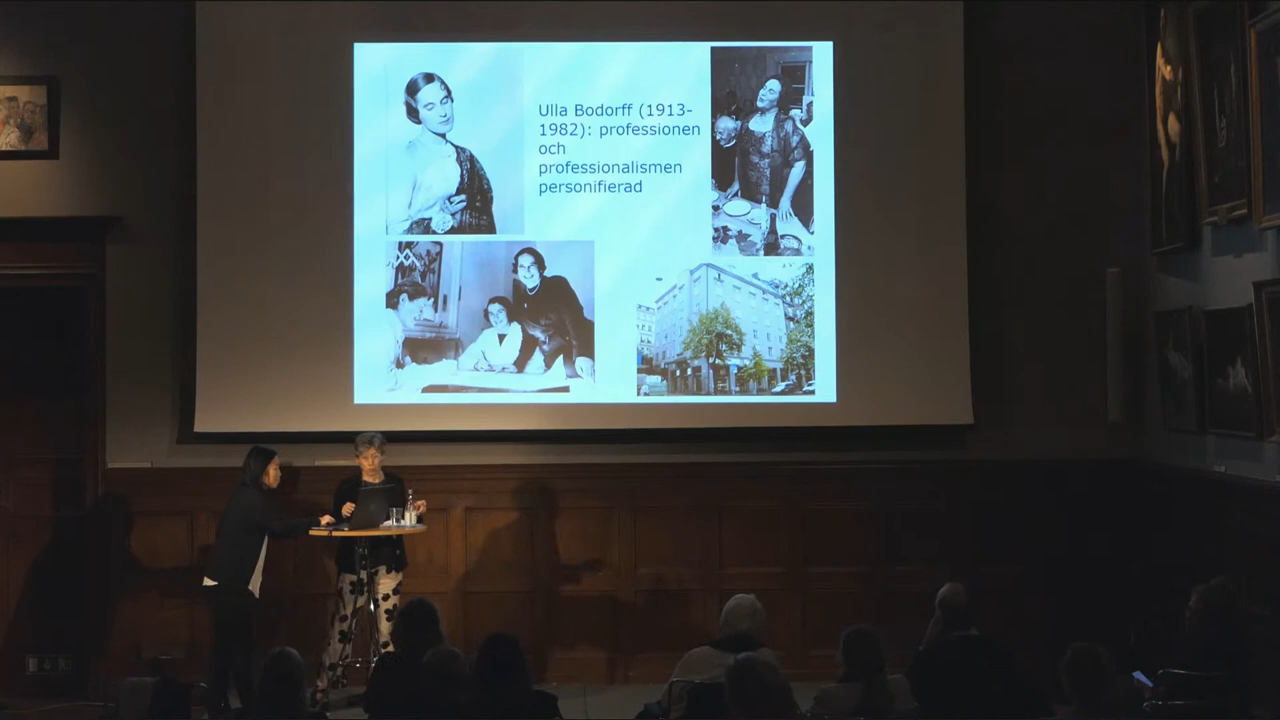 Ulla Bodorff (1913-
1982): professionen
och
professionalismen
personifierad